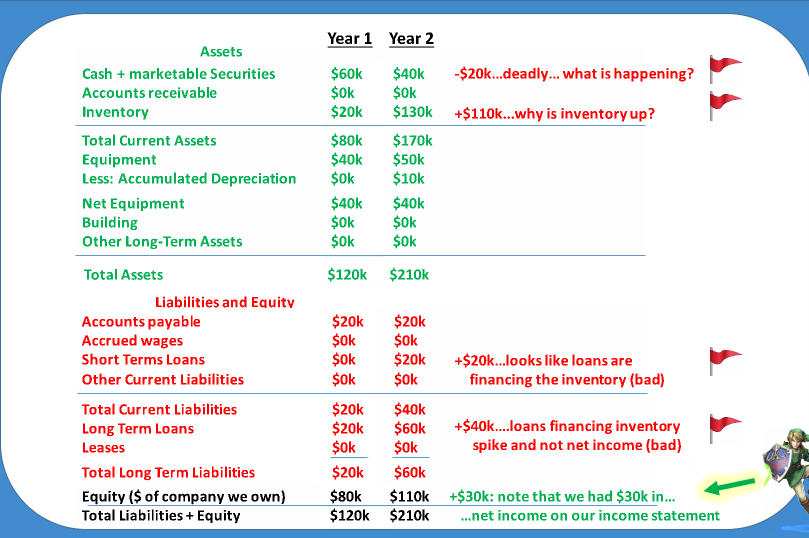 Year 1 Year 2
Assets
Cash + marketable Securities $60k $40k -$20k...deadly... what is happening?
Accounts receivable $0k $0k
Inventory $20k $130k +$110k...why is inventory up?
Total Current Assets $80k $170k
Equipment $40k $50k
Less: Accumulated Depreciation $0k $10k
Net Equipment $40k $40k
Building $0k $0k
Other Long-Term Assets $0k $0k
Total Assets $120k $210k
Liabilities and Equity
Accounts payable $20k $20k
Accrued wages $0k $0k
Short Terms Loans $0k $20k +$20k...looks like loans are
Other Current Liabilities $0k $0k financing the inventory (bad)
Total Current Liabilities $20k $40k
Long Term Loans $20k $60k +$40k....loans financing inventory
Leases $0k $0k spike and not net income (bad)
Total Long Term Liabilities $20k $60k
Equity ($ of company we own) $80k $110k +$30k: note that we had $30k in...
Total Liabilities + Equity $120k $210k ...net income on our income statement